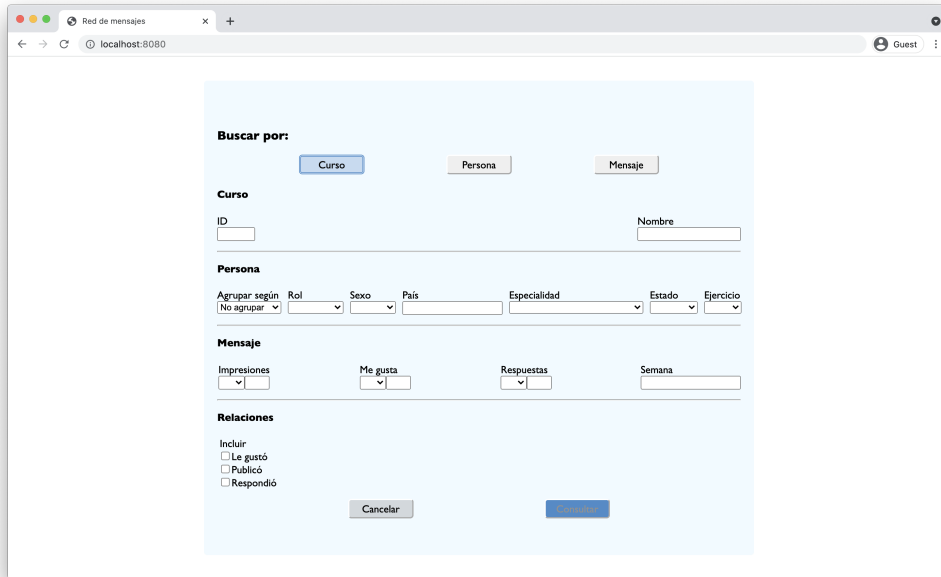 Red de mensajes
localhost:8080
Guest
Buscar por:
Curso Persona Mensaje
Curso
ID Nombre
Persona
Agrupar según Rol Sexo País Especialidad Estado Ejercicio
No agrupar
Mensaje
Impresiones Me gusta Respuestas Semana
Relaciones
Incluir
Le gustó
Publicó
Respondió
Cancelar Consultar